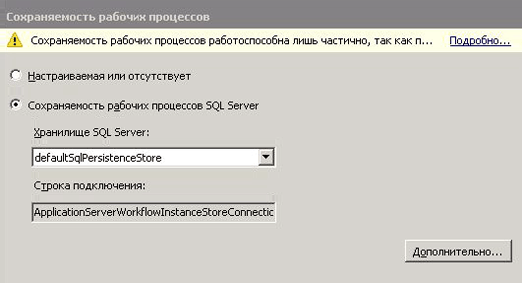 Сохраняемость рабочих процессов
Сохраняемость рабочих процессов работоспособна лишь частично, так как п... Подробно...
Настраиваемая или отсутствует
Сохраняемость рабочих процессов SQL Server
Хранилище SQL Server:
defaultSqlPersistenceStore
Строка подключения:
ApplicationServerWorkflowInstanceStoreConnectic
Дополнительно...